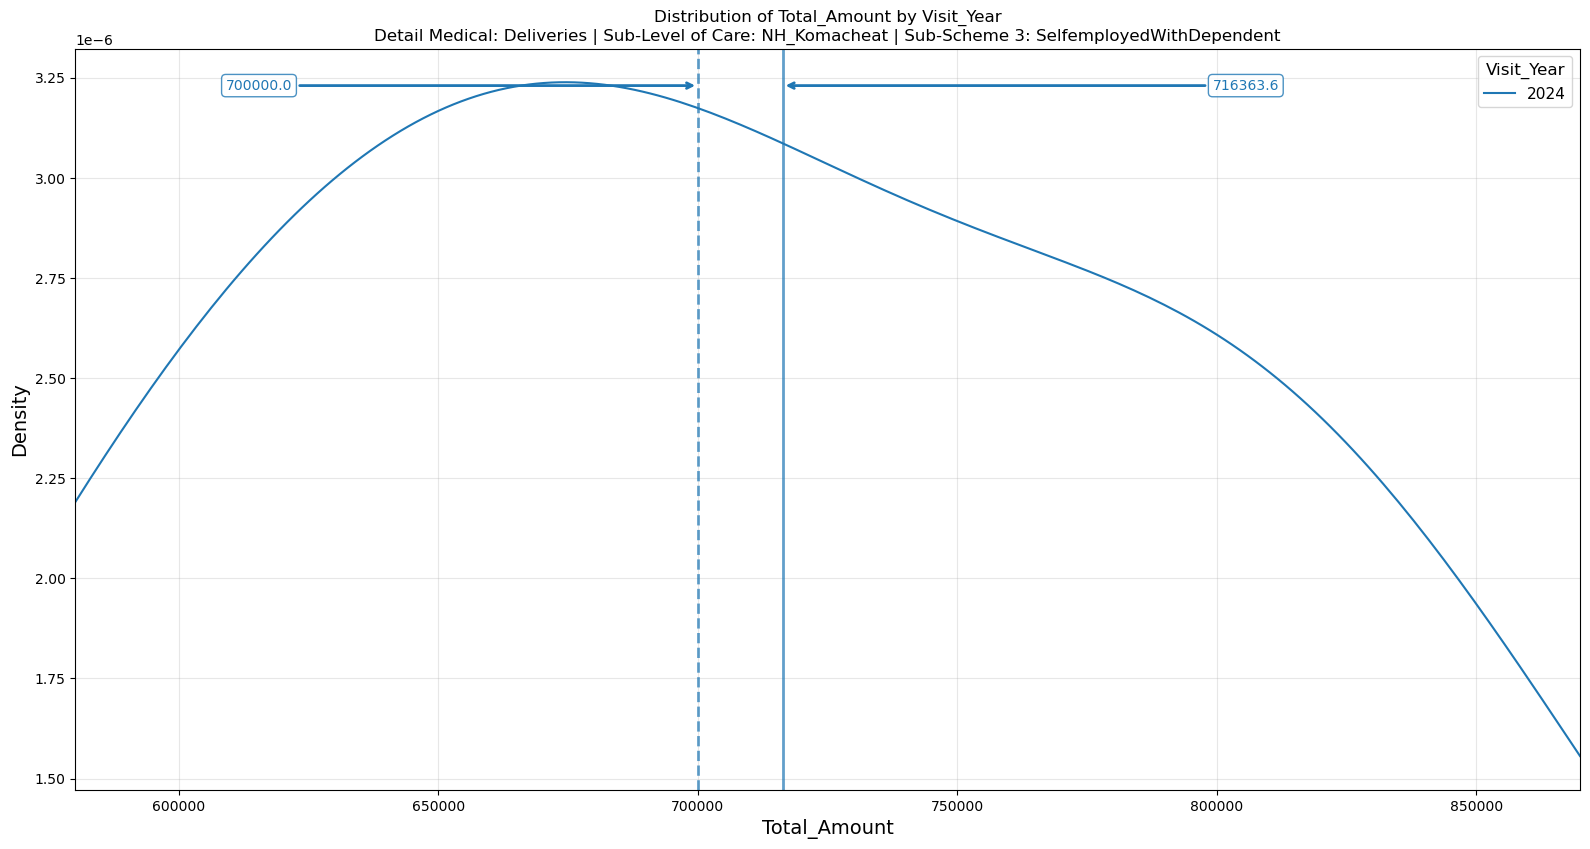 Distribution of Total_Amount by Visit_Year
Detail Medical: Deliveries | Sub-Level of Care: NH_Komacheat | Sub-Scheme 3: SelfemployedWithDependent
1e−6
3.25
3.00
2.75
2.50
2.25
2.00
1.75
1.50
Density
700000.0
716363.6
Visit_Year
2024
600000
650000
700000
750000
800000
850000
Total_Amount